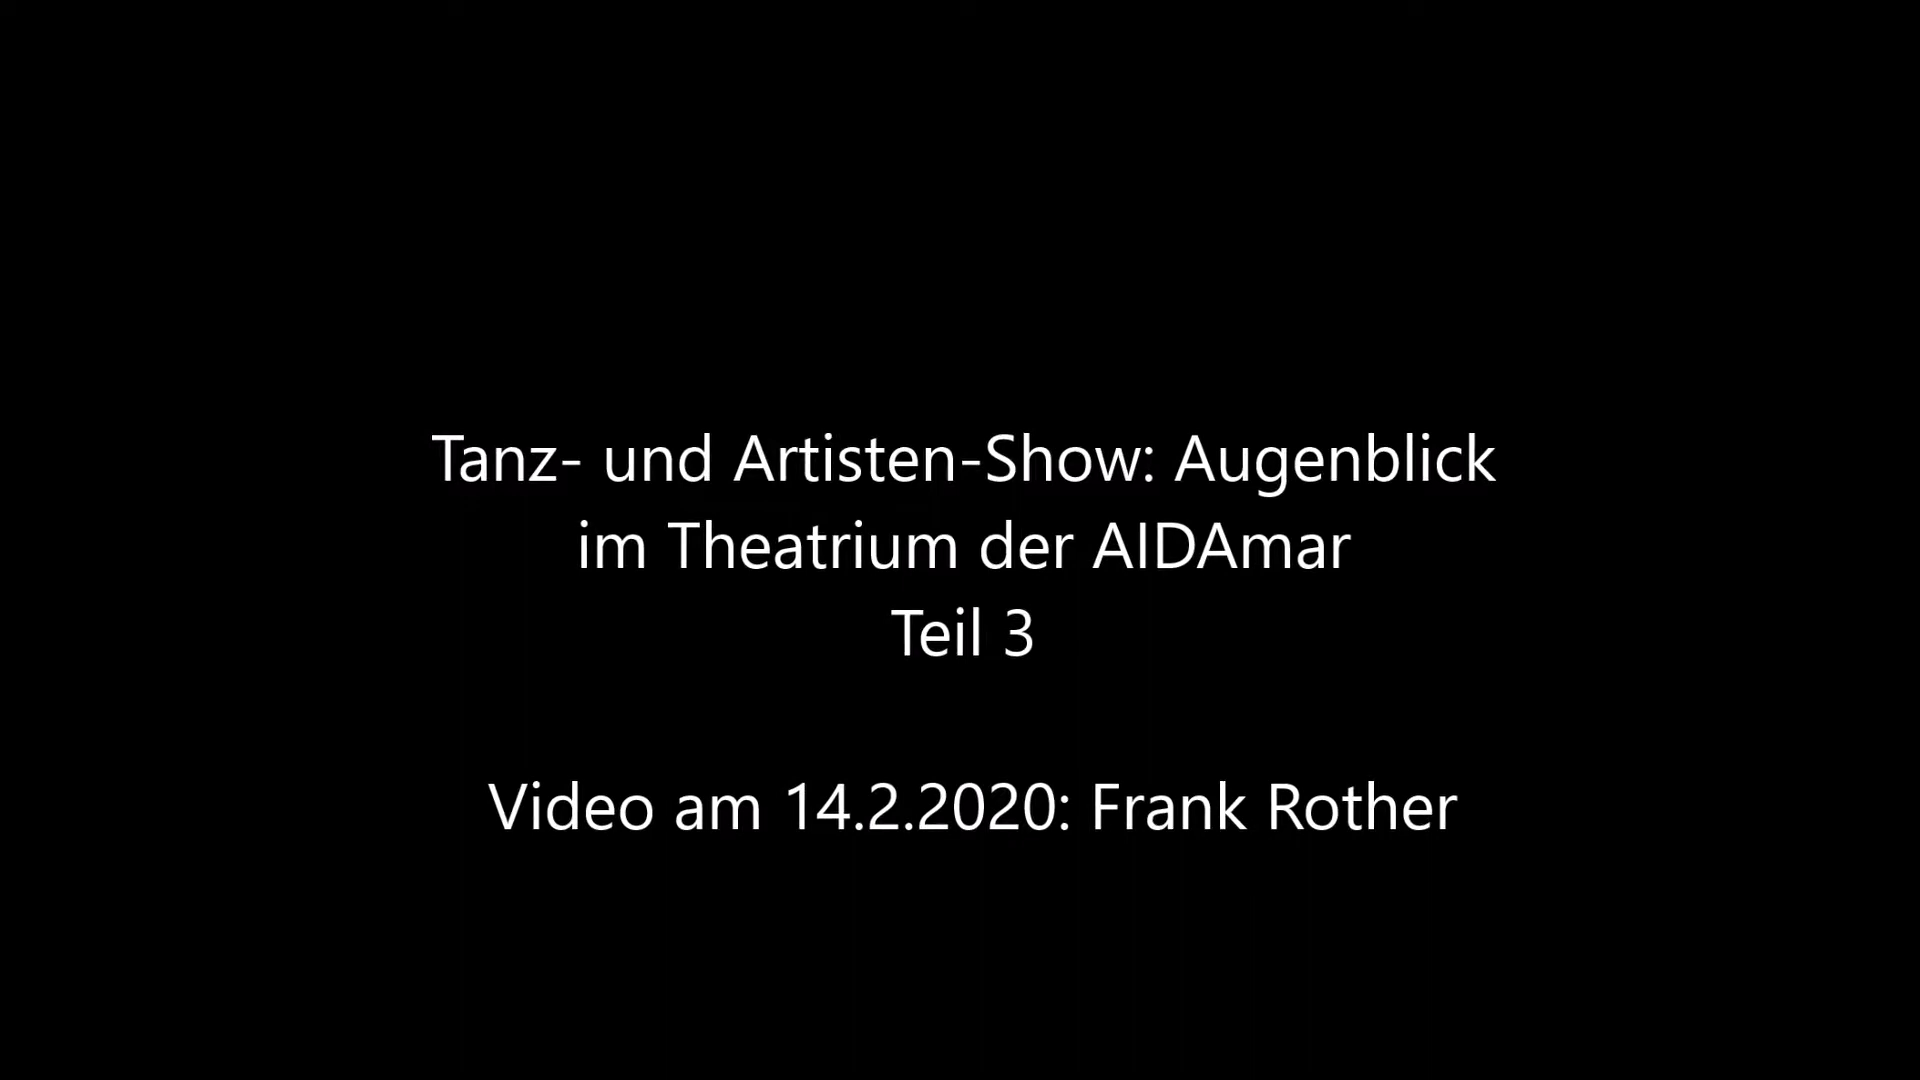 Tanz- und Artisten-Show: Augenblick
im Theatrium der AIDAmar
Teil 3
Video am 14.2.2020: Frank Rother